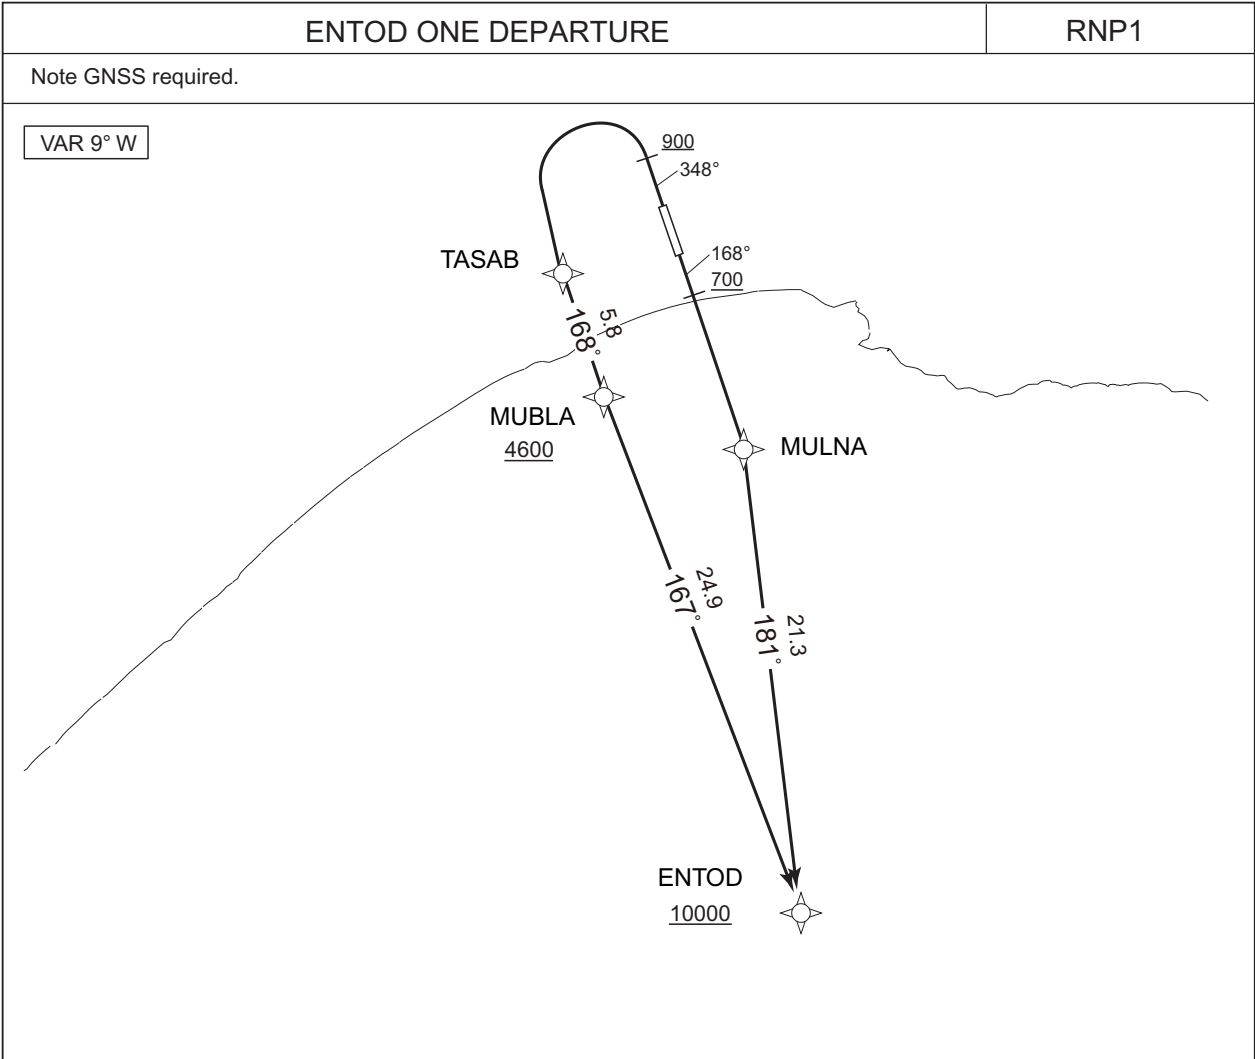 ENTOD ONE DEPARTURE
RNP1
Note GNSS required.
VAR 9° W
900
348°
TASAB
168°
700
5.8
168°
MUBLA
4600
MULNA
24.9
167°
21.3
181°
ENTOD
10000